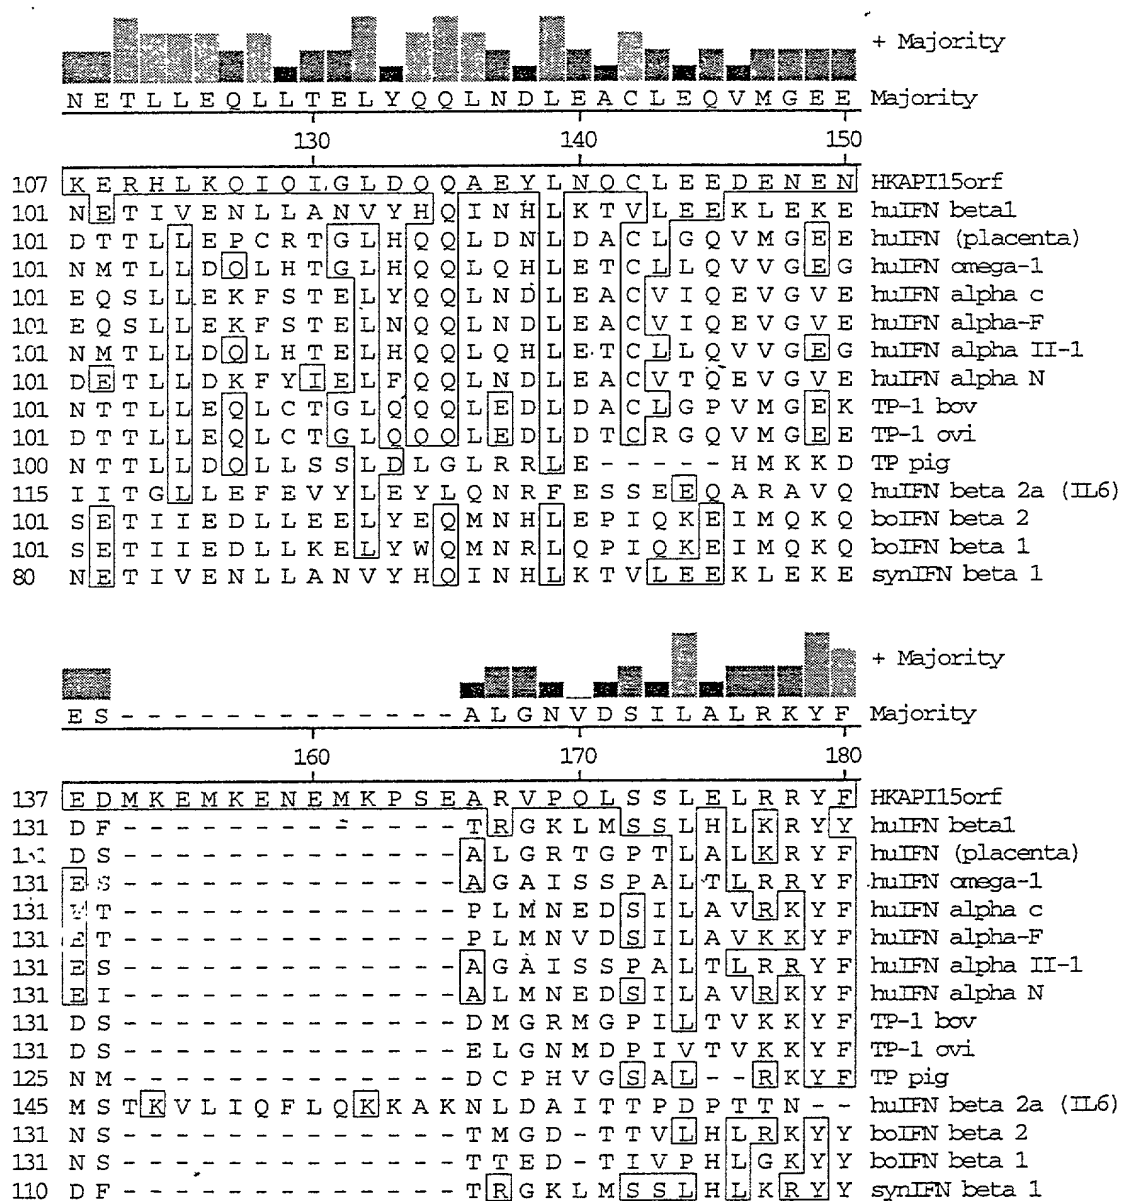 + Majority
N E T L L E Q L L T E L Y Q Q L N D L E A C L E Q V M G E E Majority
130 140 150
107 K E R H L K Q I Q I G L D Q Q A E Y L N Q C L E E D E N E N HKAPI15orf
101 N E T I V E N L L A N V Y H Q I N H L K T V L E E K L E K E huIFN beta1
101 D T T L L E P C R T G L H Q Q L D N L D A C L G Q V M G E E huIFN (placenta)
101 N M T L L D Q L H T G L H Q Q L Q H L E T C L L Q V V G E G huIFN omega-1
101 E Q S L L E K F S T E L Y Q Q L N D L E A C V I Q E V G V E huIFN alpha c
101 E Q S L L E K F S T E L N Q Q L N D L E A C V I Q E V G V E huIFN alpha-F
101 N M T L L D Q L H T E L H Q Q L Q H L E T C L L Q V V G E G huIFN alpha II-1
101 D E T L L D K F Y I E L F Q Q L N D L E A C V T Q E V G V E huIFN alpha N
101 N T T L L E Q L C T G L Q Q Q L E D L D A C L G P V M G E K TP-1 bov
101 D T T L L E Q L C T G L Q Q Q L E D L D T C R G Q V M G E E TP-1 ovi
100 N T T L L D Q L L S S L D L G L R R L E - - - - - H M K K D TP pig
115 I I T G L L E F E V Y L E Y L Q N R F E S S E E Q A R A V Q huIFN beta 2a (IL6)
101 S E T I I E D L L E E L Y E Q M N H L E P I Q K E I M Q K Q boIFN beta 2
101 S E T I I E D L L K E L Y W Q M N R L Q P I Q K E I M Q K Q boIFN beta 1
80 N E T I V E N L L A N V Y H Q I N H L K T V L E E K L E K E synIFN beta 1
+ Majority
E S - - - - - - - - - - - - - A L G N V D S I L A L R K Y F Majority
160 170 180
137 E D M K E M K E N E M K P S E A R V P Q L S S L E L R R Y F HKAPI15orf
131 D F - - - - - - - - - - - - - T R G K L M S S L H L K R Y Y huIFN beta1
D S - - - - - - - - - - - - - A L G R T G P T L A L K R Y F huIFN (placenta)
131 E S - - - - - - - - - - - - - A G A I S S P A L T L R R Y F huIFN omega-1
131 T - - - - - - - - - - - - - P L M N E D S I L A V R K Y F huIFN alpha c
131 E T - - - - - - - - - - - - - P L M N V D S I L A V K K Y F huIFN alpha-F
131 E S - - - - - - - - - - - - - A G A I S S P A L T L R R Y F huIFN alpha II-1
131 E I - - - - - - - - - - - - - A L M N E D S I L A V R K Y F huIFN alpha N
131 D S - - - - - - - - - - - - - D M G R M G P I L T V K K Y F TP-1 bov
131 D S - - - - - - - - - - - - - E L G N M D P I V T V K K Y F TP-1 ovi
125 N M - - - - - - - - - - - - - D C P H V G S A L - - R K Y F TP pig
145 M S T K V L I Q F L Q K K A K N L D A I T T P D P T T N - - huIFN beta 2a (IL6)
131 N S - - - - - - - - - - - - - T M G D - T T V L H L R K Y Y boIFN beta 2
131 N S - - - - - - - - - - - - - T T E D - T I V P H L G K Y Y boIFN beta 1
110 D F - - - - - - - - - - - - - T R G K L M S S L H L K R Y Y synIFN beta 1